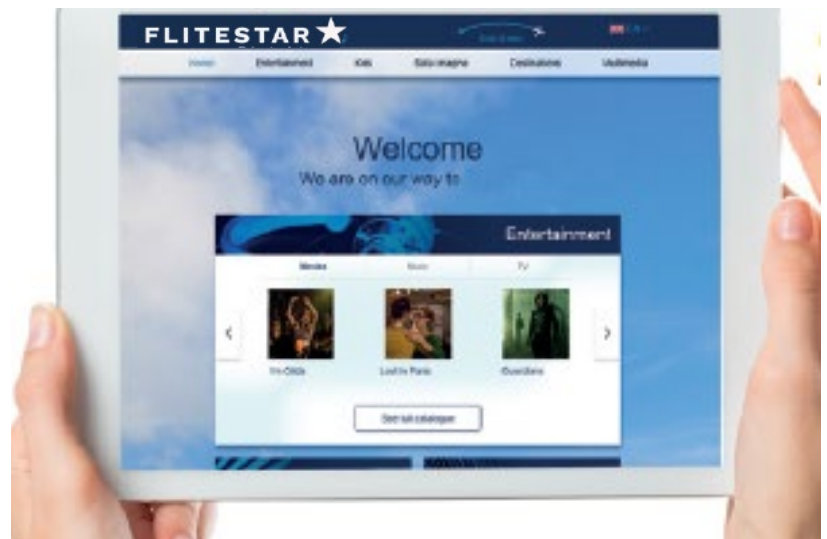 FLITESTAR
Home Entertainment Kids Destinations Multimedia
Welcome
We are on our way to
Entertainment
Movies Music TV
Lost in Paris
Guardians
See full catalogue